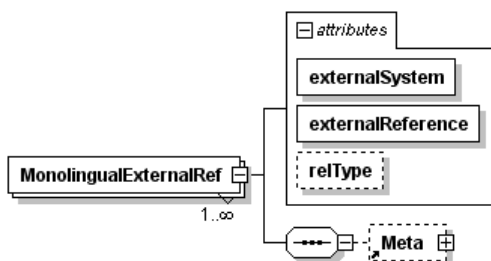 attributes
externalSystem
externalReference
relType
MonolingualExternalRef
1..∞
Meta